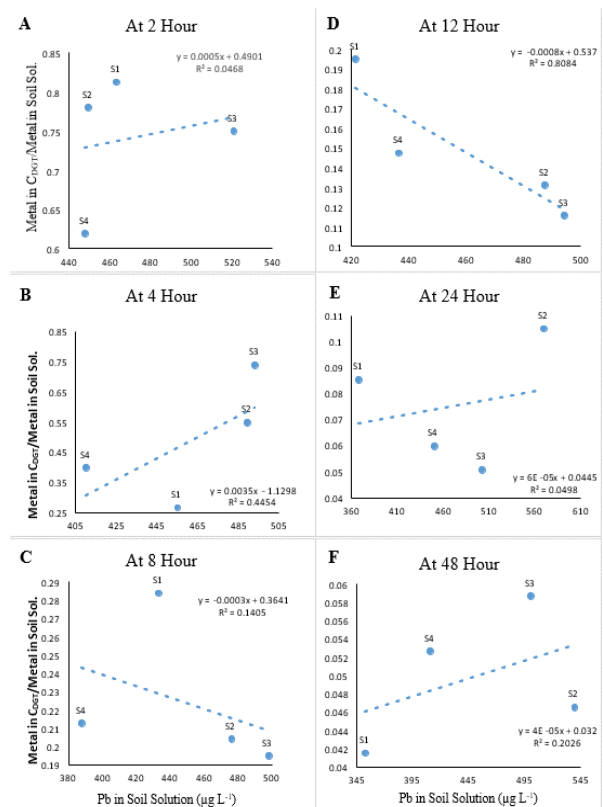 A At 2 Hour
Metal in CDGT/Metal in Soil Sol.
0.85
0.8
0.75
0.7
0.65
0.6
440 460 480 500 520 540
y = 0.0005x + 0.4901
R² = 0.0468
S1
S2
S3
S4
D At 12 Hour
0.2
0.19
0.18
0.17
0.16
0.15
0.14
0.13
0.12
0.11
0.1
420 440 460 480 500
y = -0.0008x + 0.537
R² = 0.8084
S1
S4
S2
S3
B At 4 Hour
Metal in CDGT/Metal in Soil Sol.
0.85
0.75
0.65
0.55
0.45
0.35
0.25
405 425 445 465 485 505
S3
S2
S4
S1
y = 0.0035x - 1.1298
R² = 0.4454
E At 24 Hour
0.11
0.1
0.09
0.08
0.07
0.06
0.05
0.04
360 410 460 510 560 610
S2
S1
S4
S3
y = 6E -05x + 0.0445
R² = 0.0498
C At 8 Hour
Metal in CDGT/Metal in Soil Sol.
0.29
0.28
0.27
0.26
0.25
0.24
0.23
0.22
0.21
0.2
0.19
380 400 420 440 460 480 500
S1
y = -0.0003x + 0.3641
R² = 0.1405
S4
S2
S3
Pb in Soil Solution (µg L⁻¹)
F At 48 Hour
0.06
0.058
0.056
0.054
0.052
0.05
0.048
0.046
0.044
0.042
0.04
345 395 445 495 545
S3
S4
S2
S1
y = 4E -05x + 0.032
R² = 0.2026
Pb in Soil Solution (µg L⁻¹)